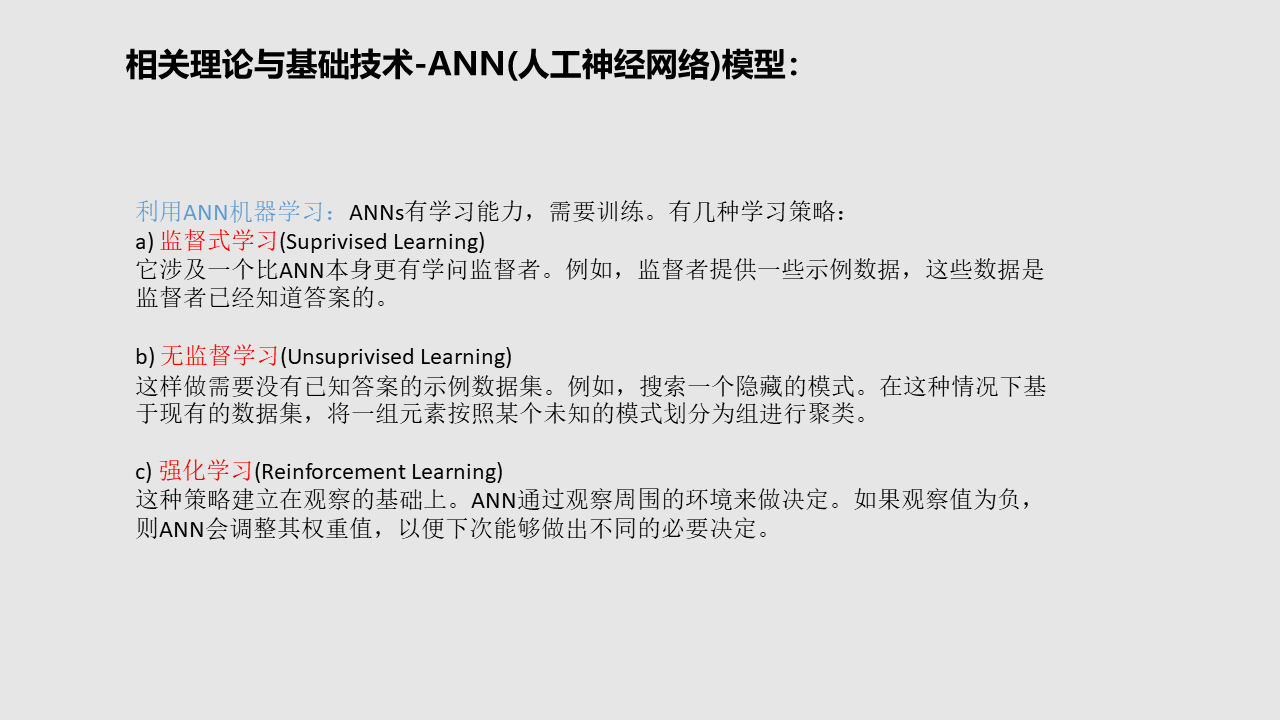 相关理论与基础技术-ANN(人工神经网络)模型：
利用ANN机器学习：ANNs有学习能力，需要训练。有几种学习策略：
a) 监督式学习(Suprivised Learning)
它涉及一个比ANN本身更有学问监督者。例如，监督者提供一些示例数据，这些数据是
监督者已经知道答案的。
b) 无监督学习(Unsuprivised Learning)
这样做需要没有已知答案的示例数据集。例如，搜索一个隐藏的模式。在这种情况下基
于现有的数据集，将一组元素按照某个未知的模式划分为组进行聚类。
c) 强化学习(Reinforcement Learning)
这种策略建立在观察的基础上。ANN通过观察周围的环境来做决定。如果观察值为负，
则ANN会调整其权重值，以便下次能够做出不同的必要决定。